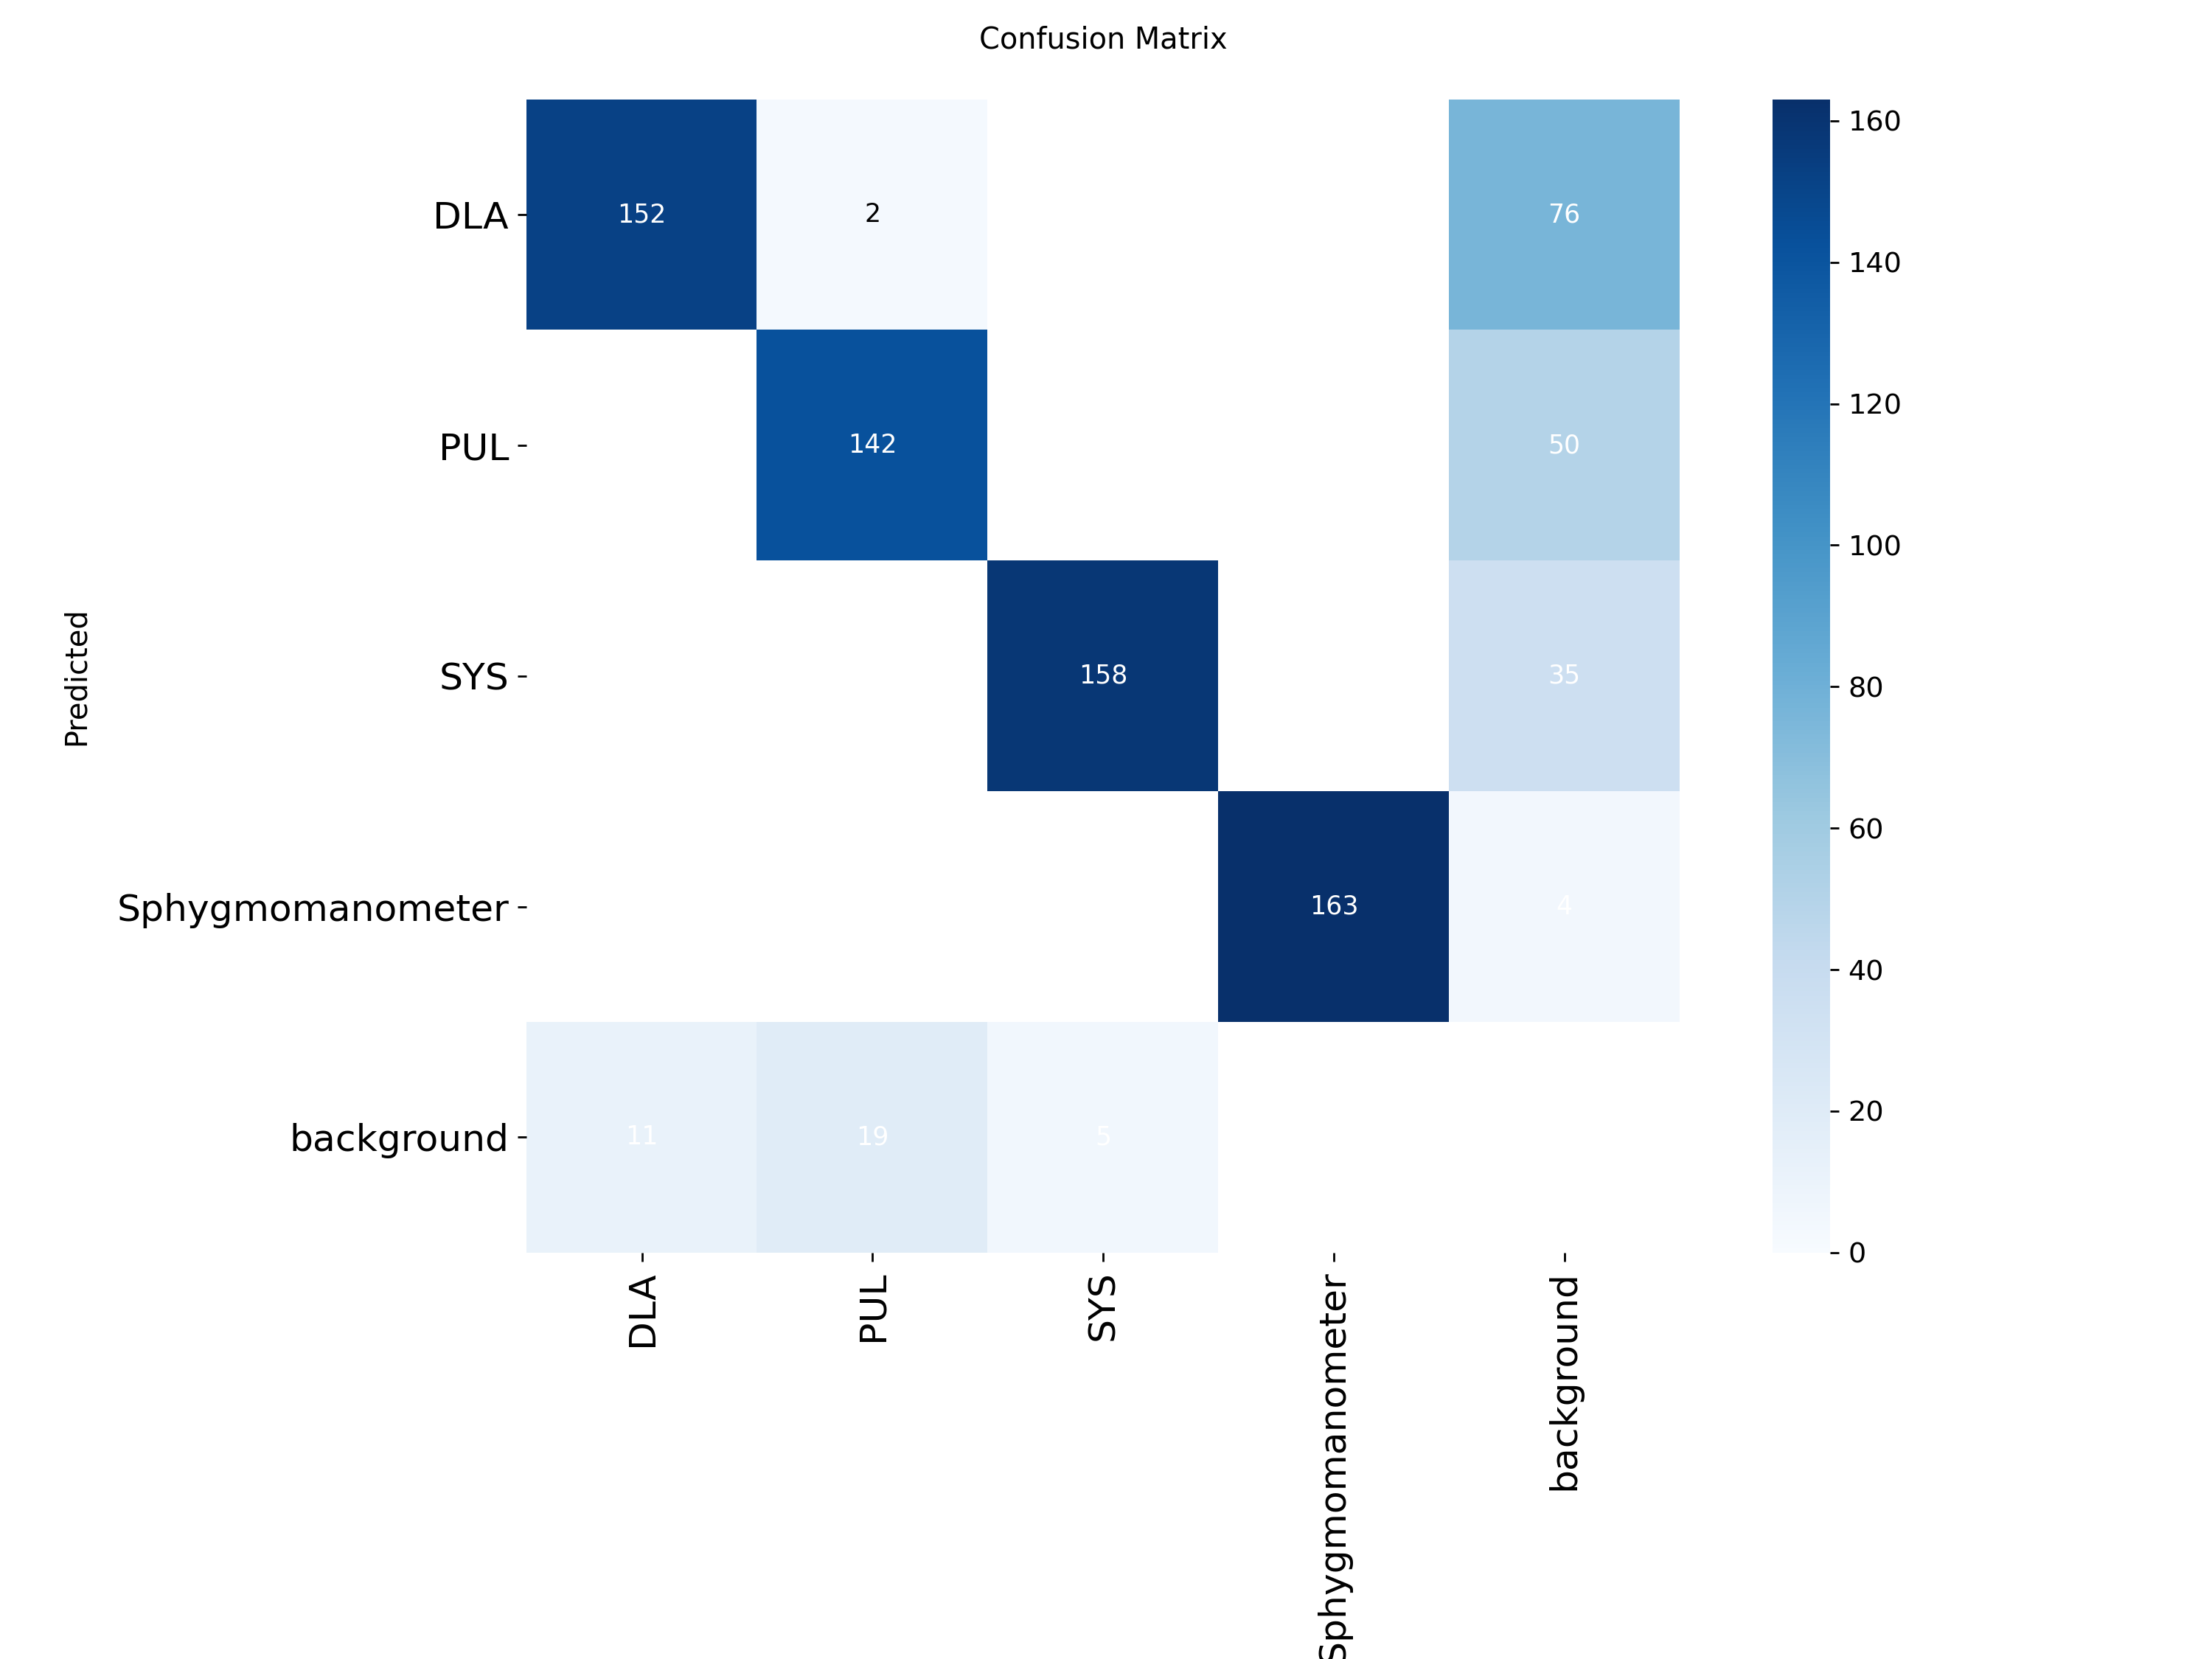 Confusion Matrix
DLA
152
2
76
160
140
PUL
142
50
120
100
Predicted
SYS
158
35
80
60
Sphygmomanometer
163
4
40
background
11
19
5
20
0
DLA
PUL
SYS
Sphygmomanometer
background